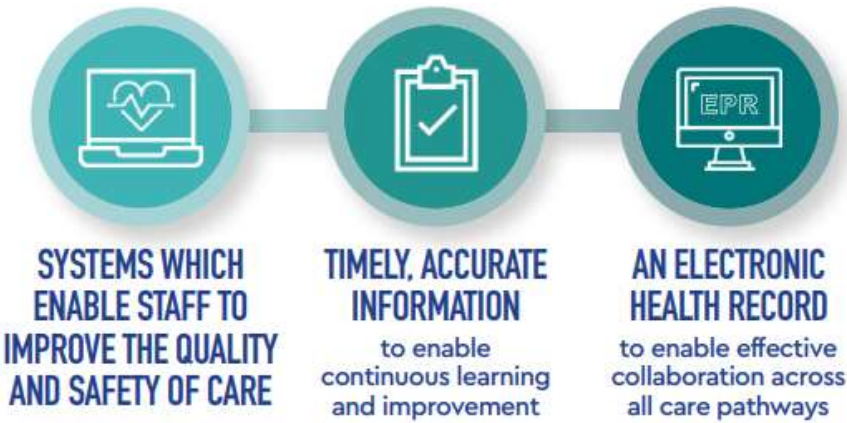 EPR
SYSTEMS WHICH
ENABLE STAFF TO
IMPROVE THE QUALITY
AND SAFETY OF CARE
TIMELY, ACCURATE
INFORMATION
to enable
continuous learning
and improvement
AN ELECTRONIC
HEALTH RECORD
to enable effective
collaboration across
all care pathways